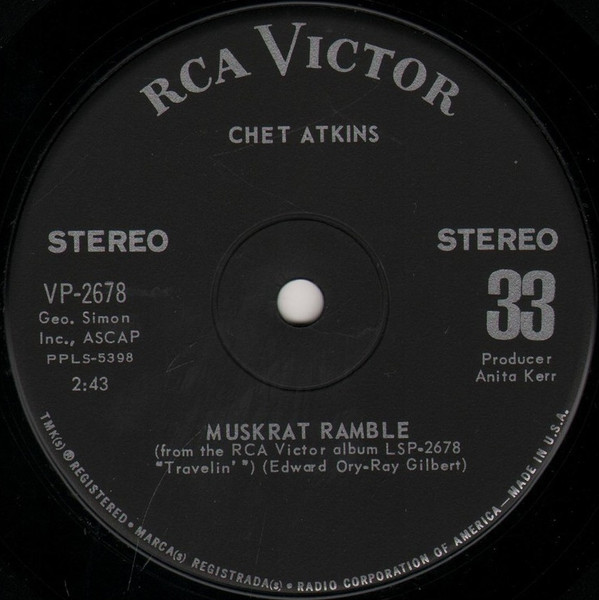 RCA VICTOR
CHET ATKINS
STEREO
STEREO
VP-2678
Geo. Simon
Inc., ASCAP
PPLS-5398
2:43
33
Producer
Anita Kerr
MUSKRAT RAMBLE
(from the RCA Victor album LSP-2678
"Travelin'") (Edward Ory-Ray Gilbert)
TMK(s) ® REGISTERED • MARCA(s) REGISTRADA(s) • RADIO CORPORATION OF AMERICA—MADE IN U.S.A.